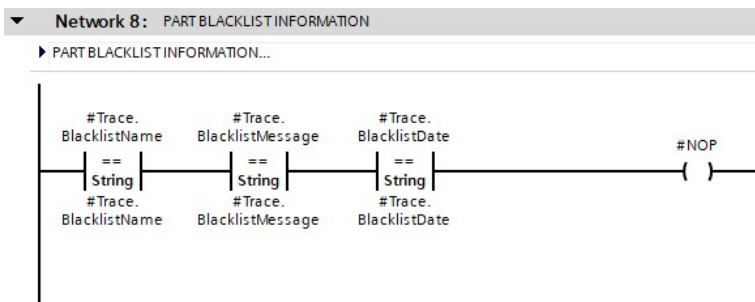 Network 8: PART BLACKLIST INFORMATION
PART BLACKLIST INFORMATION...
#Trace. #Trace. #Trace.
BlacklistName BlacklistMessage BlacklistDate
#NOP
== == ==
String String String
#Trace. #Trace. #Trace.
BlacklistName BlacklistMessage BlacklistDate